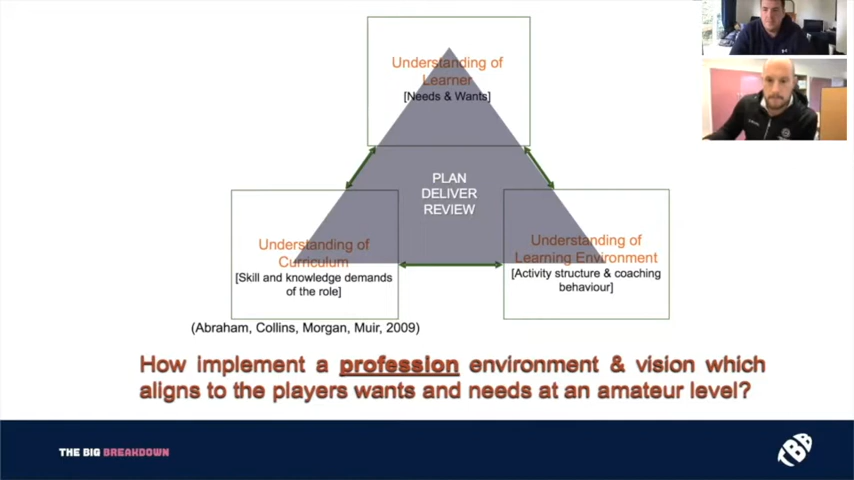 Understanding of
Learner
[Needs & Wants]
PLAN
DELIVER
REVIEW
Understanding of
Curriculum
[Skill and knowledge demands
of the role]
Understanding of
Learning Environment
[Activity structure & coaching
behaviour]
(Abraham, Collins, Morgan, Muir, 2009)
How implement a profession environment & vision which
aligns to the players wants and needs at an amateur level?
THE BIG BREAKDOWN
TBB